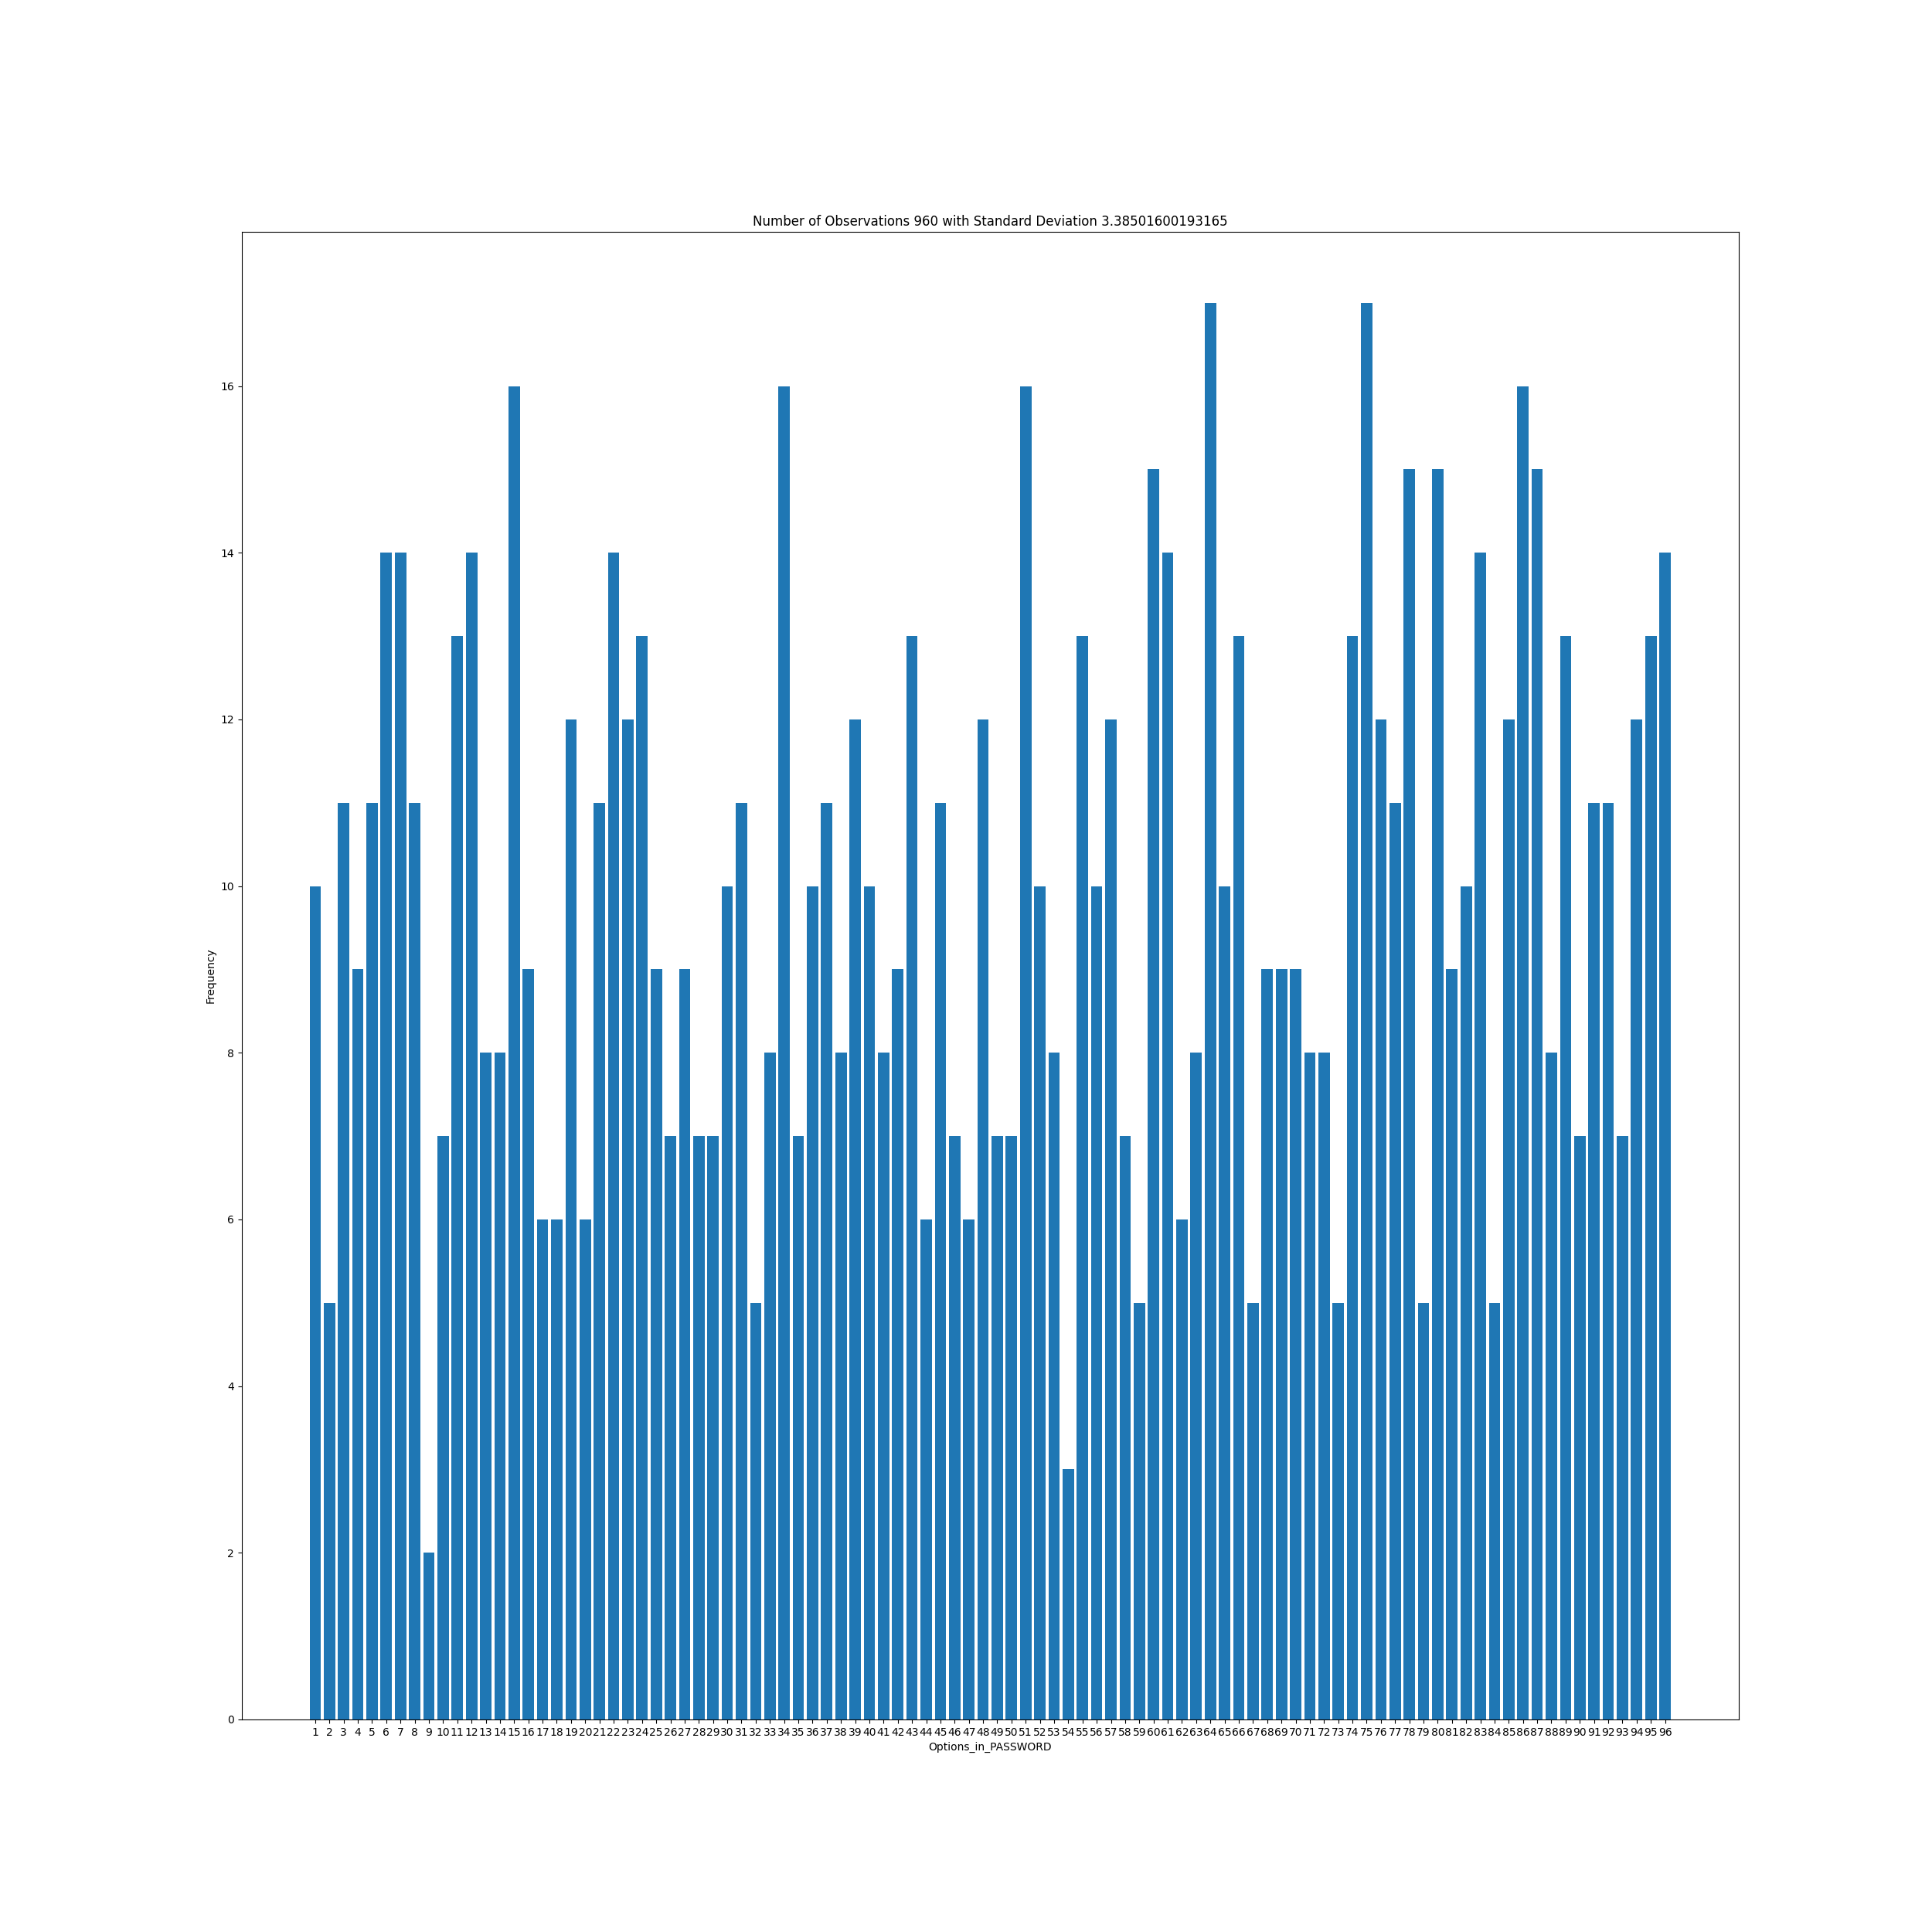 Number of Observations 960 with Standard Deviation 3.38501600193165
16
14
12
10
8
6
4
2
0
Frequency
1 2 3 4 5 6 7 8 9 10 11 12 13 14 15 16 17 18 19 20 21 22 23 24 25 26 27 28 29 30 31 32 33 34 35 36 37 38 39 40 41 42 43 44 45 46 47 48 49 50 51 52 53 54 55 56 57 58 59 60 61 62 63 64 65 66 67 68 69 70 71 72 73 74 75 76 77 78 79 80 81 82 83 84 85 86 87 88 89 90 91 92 93 94 95 96
Options_in_PASSWORD